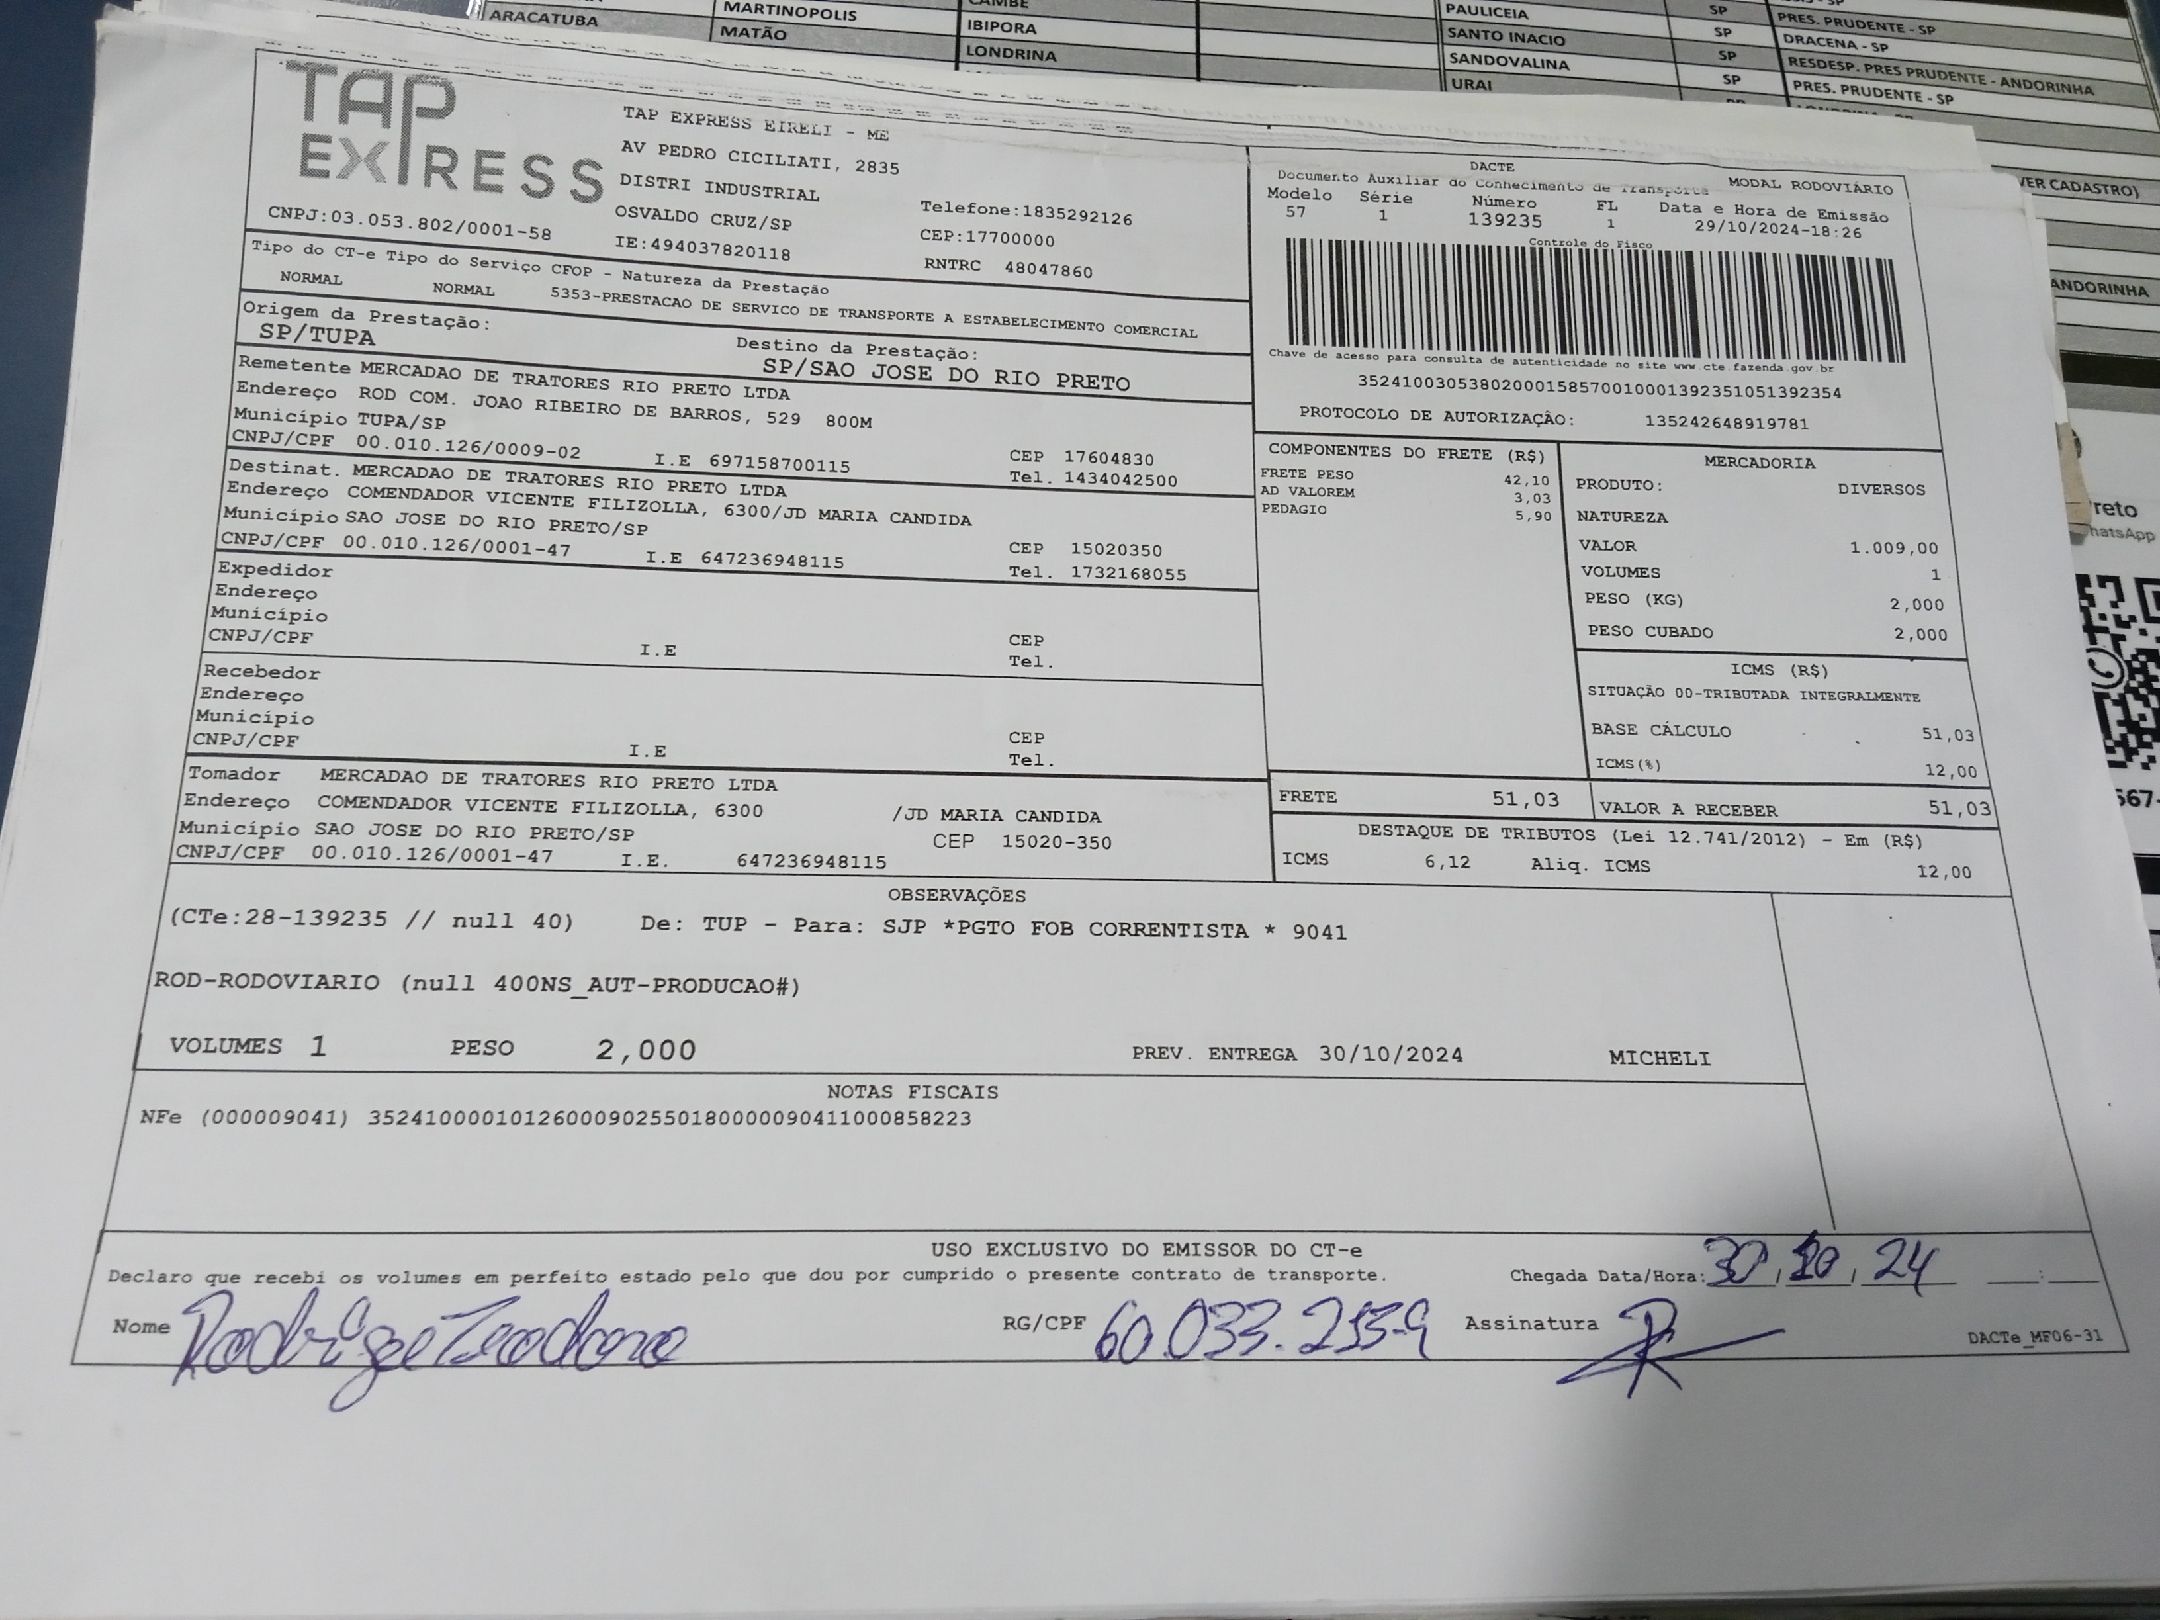 ARACATUBA
MARTINOPOLIS
MATÃO
IBIPORA
LONDRINA
PAULICEIA
SANTO INACIO
SANDOVALINA
URAI
SP
SP
SP
SP
PRES. PRUDENTE - SP
DRACENA - SP
RESDESP. PRES PRUDENTE - ANDORINHA
PRES. PRUDENTE - SP
VER CADASTRO)
ANDORINHA
reto
hatsApp
TAP EXPRESS
TAP EXPRESS EIRELI - ME
AV PEDRO CICILIATI, 2835
DISTRI INDUSTRIAL
OSVALDO CRUZ/SP
Telefone:1835292126
CNPJ:03.053.802/0001-58
IE:494037820118
CEP:17700000
RNTRC 48047860
DACTE
Documento Auxiliar do Conhecimento de Transporte MODAL RODOVIÁRIO
Modelo Série Número FL Data e Hora de Emissão
57 1 139235 1 29/10/2024-18:26
Controle do Fisco
Chave de acesso para consulta de autenticidade no site www.cte.fazenda.gov.br
35241003053802000158570010001392351051392354
PROTOCOLO DE AUTORIZAÇÂO: 135242648919781
Tipo do CT-e Tipo do Serviço CFOP - Natureza da Prestação
NORMAL NORMAL 5353-PRESTACAO DE SERVICO DE TRANSPORTE A ESTABELECIMENTO COMERCIAL
Origem da Prestação: Destino da Prestação:
SP/TUPA SP/SAO JOSE DO RIO PRETO
Remetente MERCADAO DE TRATORES RIO PRETO LTDA
Endereço ROD COM. JOAO RIBEIRO DE BARROS, 529 800M
Município TUPA/SP CEP 17604830
CNPJ/CPF 00.010.126/0009-02 I.E 697158700115 Tel. 1434042500
Destinat. MERCADAO DE TRATORES RIO PRETO LTDA
Endereço COMENDADOR VICENTE FILIZOLLA, 6300/JD MARIA CANDIDA
Município SAO JOSE DO RIO PRETO/SP CEP 15020350
CNPJ/CPF 00.010.126/0001-47 I.E 647236948115 Tel. 1732168055
Expedidor
Endereço
Município CEP
CNPJ/CPF I.E Tel.
Recebedor
Endereço
Município CEP
CNPJ/CPF I.E Tel.
Tomador MERCADAO DE TRATORES RIO PRETO LTDA
Endereço COMENDADOR VICENTE FILIZOLLA, 6300 /JD MARIA CANDIDA
Município SAO JOSE DO RIO PRETO/SP CEP 15020-350
CNPJ/CPF 00.010.126/0001-47 I.E. 647236948115
COMPONENTES DO FRETE (R$)
FRETE PESO 42,10
AD VALOREM 3,03
PEDAGIO 5,90
MERCADORIA
PRODUTO: DIVERSOS
NATUREZA
VALOR 1.009,00
VOLUMES 1
PESO (KG) 2,000
PESO CUBADO 2,000
ICMS (R$)
SITUAÇÃO 00-TRIBUTADA INTEGRALMENTE
BASE CÁLCULO 51,03
ICMS(%) 12,00
FRETE 51,03 VALOR A RECEBER 51,03
DESTAQUE DE TRIBUTOS (Lei 12.741/2012) - Em (R$)
ICMS 6,12 Aliq. ICMS 12,00
OBSERVAÇÕES
(CTe:28-139235 // null 40) De: TUP - Para: SJP *PGTO FOB CORRENTISTA * 9041
ROD-RODOVIARIO (null 400NS_AUT-PRODUCAO#)
VOLUMES 1 PESO 2,000 PREV. ENTREGA 30/10/2024 MICHELI
NOTAS FISCAIS
NFe (000009041) 35241000010126000902550180000090411000858223
USO EXCLUSIVO DO EMISSOR DO CT-e
Declaro que recebi os volumes em perfeito estado pelo que dou por cumprido o presente contrato de transporte. Chegada Data/Hora: 30, 10, 24 __:__
Nome Rodrigo Teodoro RG/CPF 60.033.213-9 Assinatura
DACTe_MF06-31